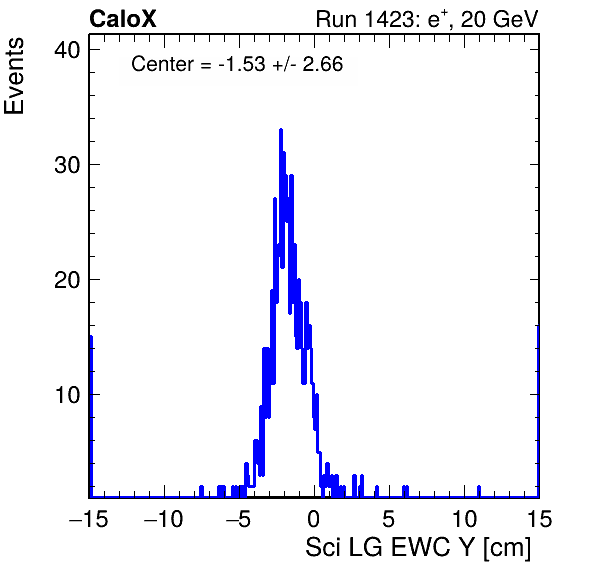 CaloX Run 1423: e+, 20 GeV
Events
Center = -1.53 +/- 2.66
40
30
20
10
−15 −10 −5 0 5 10 15
Sci LG EWC Y [cm]